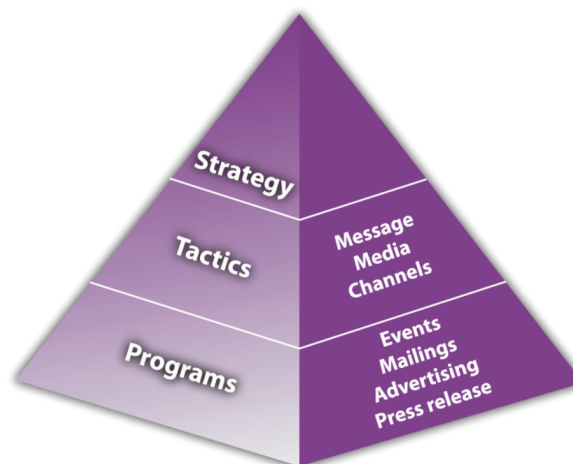 Strategy
Tactics
Message
Media
Channels
Programs
Events
Mailings
Advertising
Press release